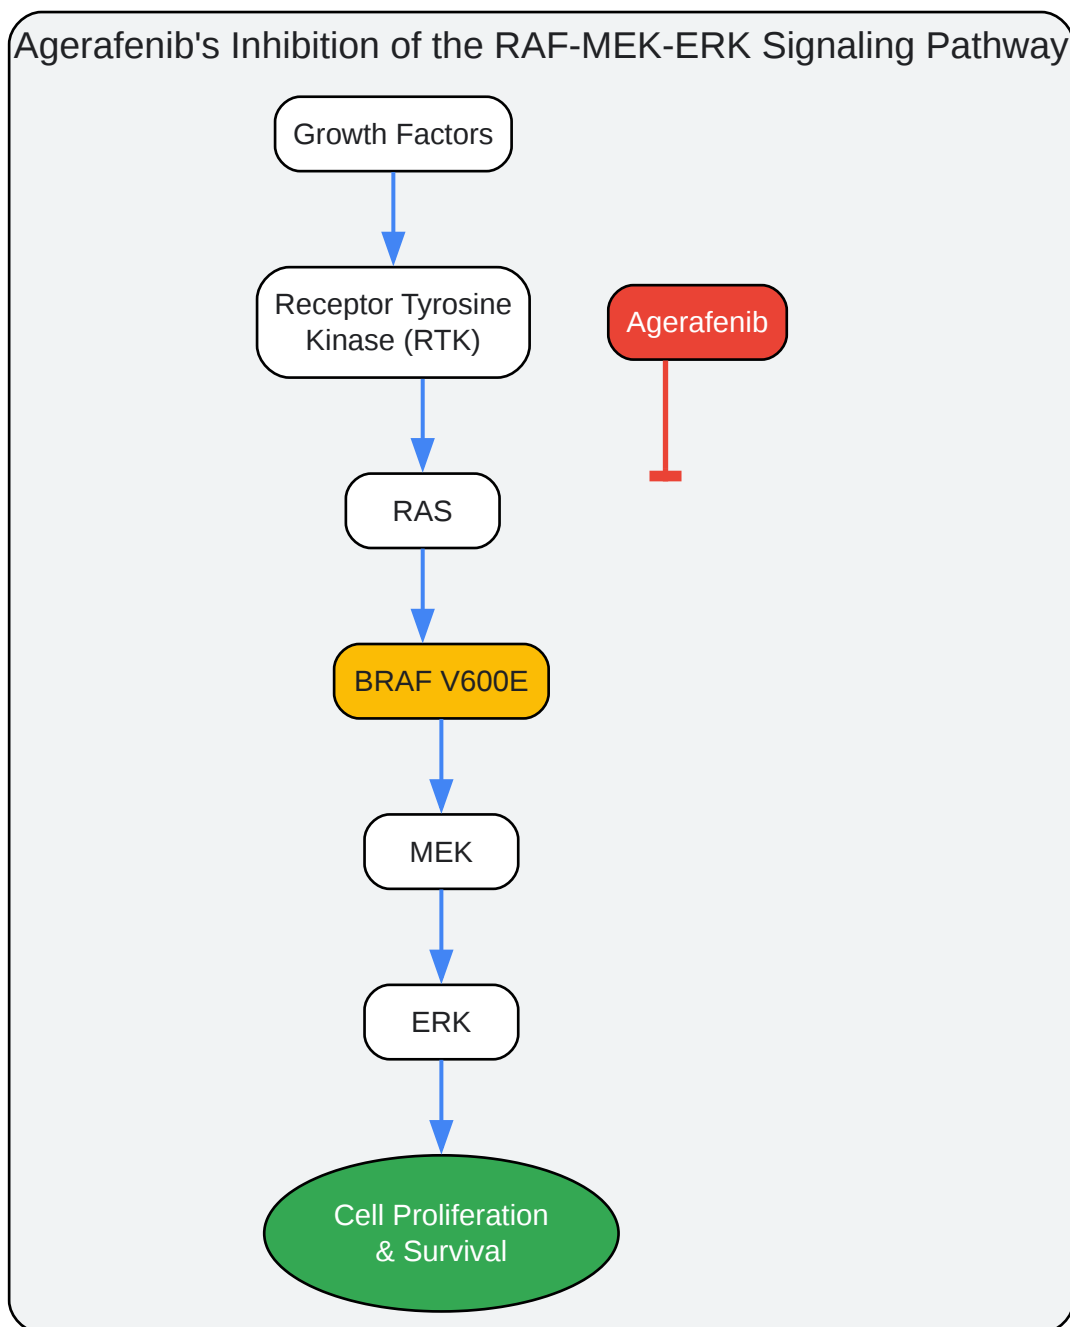 Agerafenib's Inhibition of the RAF-MEK-ERK Signaling Pathway
Growth Factors
Receptor Tyrosine
Kinase (RTK)
Agerafenib
RAS
BRAF V600E
MEK
ERK
Cell Proliferation
& Survival